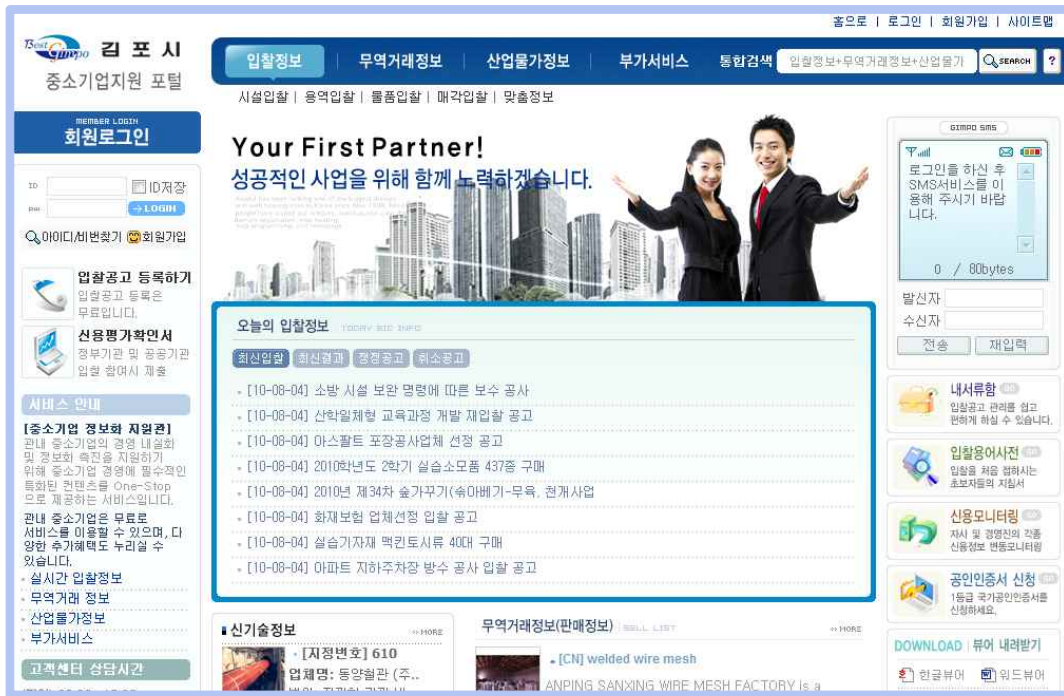 홈으로 | 로그인 | 회원가입 | 사이트맵
Best Gimpo 김포시
중소기업지원 포털
입찰정보 | 무역거래정보 | 산업물가정보 | 부가서비스
통합검색 입찰정보+무역거래정보+산업물가 SEARCH ?
시설입찰 | 용역입찰 | 물품입찰 | 매각입찰 | 맞춤정보
MEMBER LOGIN
회원로그인
ID ID저장
PW LOGIN
아이디/비번찾기 회원가입
입찰공고 등록하기
입찰공고 등록은
무료입니다.
신용평가확인서
정부기관 및 공공기관
입찰 참여시 제출
서비스 안내
[중소기업 정보화 지원관]
관내 중소기업의 경영 내실화
및 정보화 촉진을 지원하기
위해 중소기업 경영에 필수적인
특화된 컨텐츠를 One-Stop
으로 제공하는 서비스입니다.
관내 중소기업은 무료로
서비스를 이용할 수 있으며, 다
양한 추가혜택도 누리실 수
있습니다.
실시간 입찰정보
무역거래 정보
산업물가정보
부가서비스
고객센터 상담시간
Your First Partner!
성공적인 사업을 위해 함께 노력하겠습니다.
오늘의 입찰정보 TODAY BID INFO
최신입찰 최신결과 정정공고 취소공고
[10-08-04] 소방 시설 보완 명령에 따른 보수 공사
[10-08-04] 산학일체형 교육과정 개발 재입찰 공고
[10-08-04] 아스팔트 포장공사업체 선정 공고
[10-08-04] 2010학년도 2학기 실습소모품 437종 구매
[10-08-04] 2010년 제34차 숲가꾸기(솎아베기-무육, 천개사업
[10-08-04] 화재보험 업체선정 입찰 공고
[10-08-04] 실습기자재 맥킨토시류 40대 구매
[10-08-04] 아파트 지하주차장 방수 공사 입찰 공고
신기술정보 MORE
[지정번호] 610
업체명: 동양철관 (주..
무역거래정보(판매정보) SELL LIST MORE
[CN] welded wire mesh
ANPING SANXING WIRE MESH FACTORY is a
GIMPO SMS
로그인을 하신 후
SMS서비스를 이
용해 주시기 바랍
니다.
0 / 80bytes
발신자
수신자
전송 재입력
내서류함 GO
입찰공고 관리를 쉽고
편하게 하실 수 있습니다.
입찰용어사전 GO
입찰을 처음 접하시는
초보자들의 지침서
신용모니터링 GO
자사 및 경영진의 각종
신용정보 변동모니터링
공인인증서 신청 GO
1등급 국가공인인증서를
신청하세요.
DOWNLOAD 뷰어 내려받기
한글뷰어 워드뷰어